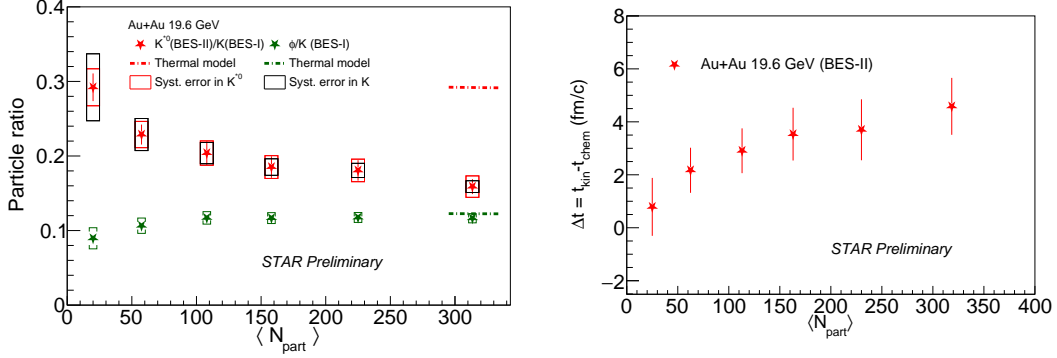 Au+Au 19.6 GeV
K*0(BES-II)/K(BES-I)
φ/K (BES-I)
Thermal model
Thermal model
Syst. error in K*0
Syst. error in K
Particle ratio
0.4
0.3
0.2
0.1
0
STAR Preliminary
0 50 100 150 200 250 300
⟨ Npart ⟩
Au+Au 19.6 GeV (BES-II)
Δt = tkin-tchem (fm/c)
8
6
4
2
0
−2
STAR Preliminary
0 50 100 150 200 250 300 350 400
⟨Npart⟩